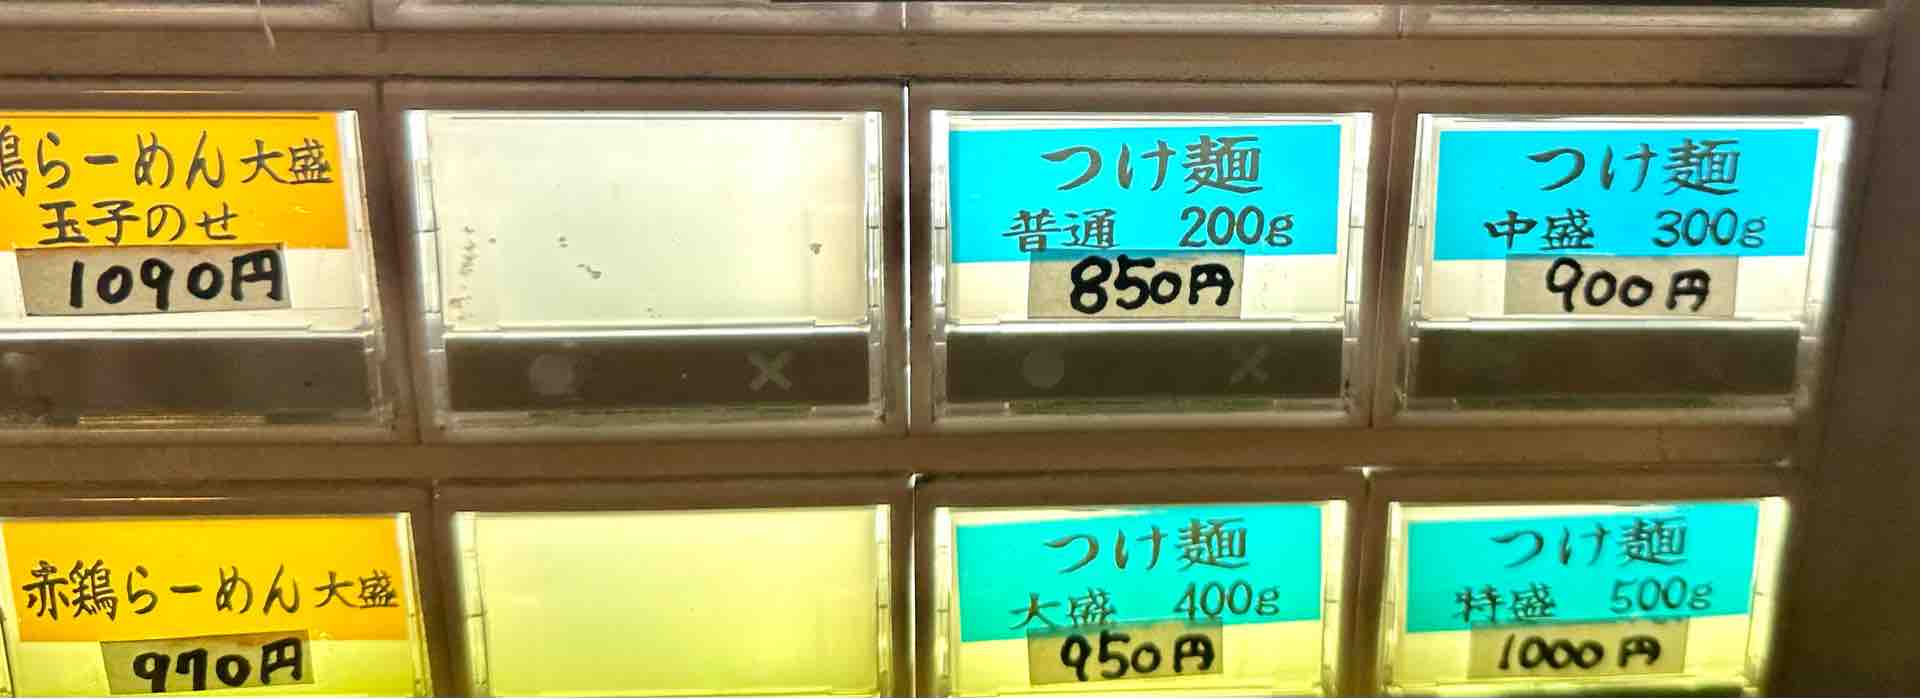 らーめん大盛
玉子のせ
1090円
つけ麺
普通 200g
850円
つけ麺
中盛 300g
900円
赤鶏らーめん大盛
970円
つけ麺
大盛 400g
950円
つけ麺
特盛 500g
1000円